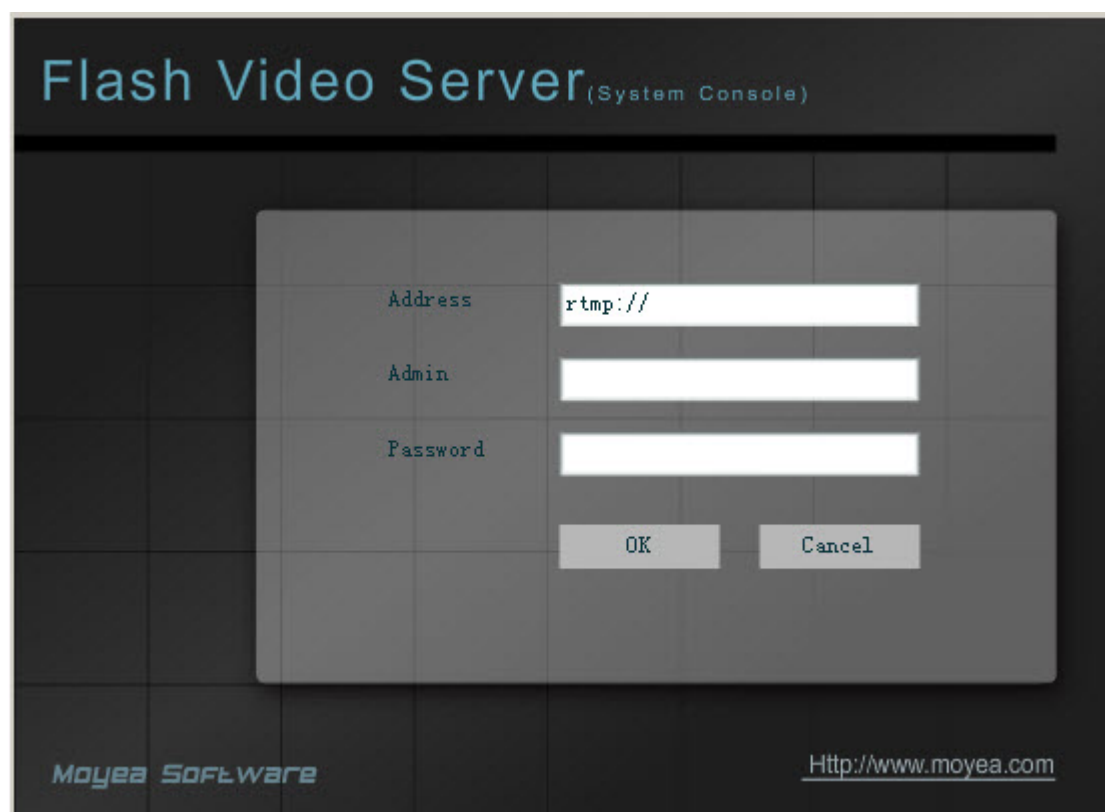 Flash Video Server(System Console)
Address rtmp://
Admin
Password
OK Cancel
Moyea Software Http://www.moyea.com